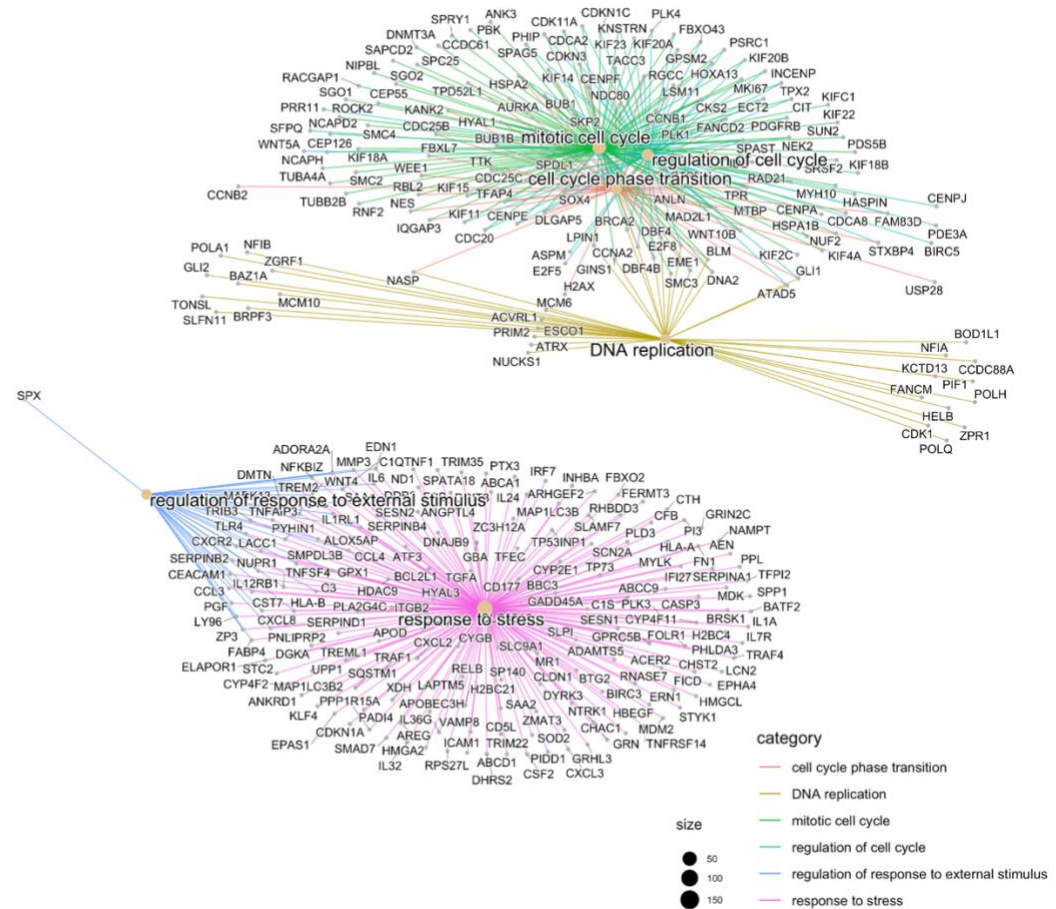 CDKN1C
ANK3
PLK4
SPRY1
CDK11A
KNSTRN
FBXO43
DNMT3A
PBK
PHIP
CDCA2
KIF23
KIF20A
PSRC1
SAPCD2
CCDC61
SPAG5
CDKN3
TACC3
GPSM2
KIF20B
NIPBL
SPC25
KIF14
CENPF
RGCC
HOXA13
INCENP
RACGAP1
SGO2
HSPA2
NDC80
LSM11
MKI67
TPX2
SGO1
CEP55
TPD52L1
AURKA
BUB1
CKS2
ECT2
CIT
KIFC1
PRR11
ROCK2
KANK2
SKP2
CCNB1
KIF22
SFPQ
NCAPD2
CDC25B
HYAL1
PLK1
FANCD2
PDGFRB
SUN2
WNT5A
CEP126
SMC4
BUB1B
mitotic cell cycle
SPAST
NEK2
PDS5B
NCAPH
KIF18A
FBXL7
TTK
SPDL1
regulation of cell cycle
SRSF2
KIF18B
TUBA4A
SMC2
WEE1
CDC25C
cell cycle phase transition
RAD21
CCNB2
TUBB2B
RBL2
KIF15
TFAP4
SOX4
ANLN
TPR
MYH10
HASPIN
CENPJ
RNF2
NES
KIF11
CENPE
DLGAP5
BRCA2
MAD2L1
MTBP
CENPA
CDCA8
FAM83D
IQGAP3
CDC20
LPIN1
DBF4
WNT10B
HSPA1B
NUF2
PDE3A
POLA1
NFIB
ASPM
CCNA2
E2F8
BLM
KIF2C
KIF4A
STXBP4
BIRC5
GLI2
ZGRF1
E2F5
GINS1
DBF4B
EME1
GLI1
BAZ1A
NASP
H2AX
SMC3
DNA2
ATAD5
USP28
TONSL
MCM10
MCM6
SLFN11
BRPF3
ACVRL1
PRIM2
ESCO1
ATRX
DNA replication
NUCKS1
BOD1L1
NFIA
KCTD13
CCDC88A
FANCM
PIF1
POLH
HELB
CDK1
ZPR1
POLQ
SPX
EDN1
ADORA2A
MMP3
C1QTNF1
TRIM35
NFKBIZ
IL6
ND1
SPATA18
PTX3
IRF7
DMTN
TREM2
WNT4
ABCA1
INHBA
FBXO2
regulation of response to external stimulus
IL24
ARHGEF2
FERMT3
TRIB3
TNFAIP3
SESN2
ANGPTL4
MAP1LC3B
RHBDD3
CTH
TLR4
PYHIN1
IL1RL1
SERPINB4
ZC3H12A
SLAMF7
CFB
GRIN2C
CXCR2
LACC1
ALOX5AP
DNAJB9
TP53INP1
PLD3
PI3
NAMPT
SERPINB2
NUPR1
SMPDL3B
CCL4
ATF3
GBA
TFEC
SCN2A
HLA-A
AEN
CEACAM1
TNFSF4
GPX1
BCL2L1
TGFA
CYP2E1
TP73
MYLK
FN1
PPL
CCL3
IL12RB1
C3
HDAC9
HYAL3
CD177
BBC3
IFI27
SERPINA1
TFPI2
PGF
CST7
HLA-B
PLA2G4C
ITGB2
GADD45A
ABCC9
MDK
SPP1
LY96
CXCL8
SERPIND1
response to stress
C1S
PLK3
CASP3
BATF2
ZP3
PNLIPRP2
APOD
CXCL2
CYGB
SLPI
SESN1
CYP4F11
BRSK1
IL1A
FABP4
DGKA
TREML1
TRAF1
SLC9A1
GPRC5B
FOLR1
H2BC4
IL7R
ELAPOR1
STC2
UPP1
SQSTM1
RELB
SP140
MR1
ADAMTS5
ACER2
PHLDA3
TRAF4
CYP4F2
MAP1LC3B2
XDH
LAPTM5
CLDN1
BTG2
RNASE7
CHST2
LCN2
ANKRD1
PPP1R15A
APOBEC3H
H2BC21
DYRK3
BIRC3
ERN1
FICD
EPHA4
KLF4
PADI4
IL36G
SAA2
NTRK1
HBEGF
HMGCL
CDKN1A
AREG
VAMP8
CD5L
ZMAT3
CHAC1
MDM2
STYK1
EPAS1
SMAD7
HMGA2
ICAM1
TRIM22
SOD2
GRN
TNFRSF14
IL32
RPS27L
ABCD1
PIDD1
GRHL3
DHRS2
CSF2
CXCL3
category
cell cycle phase transition
DNA replication
mitotic cell cycle
regulation of cell cycle
regulation of response to external stimulus
response to stress
size
50
100
150